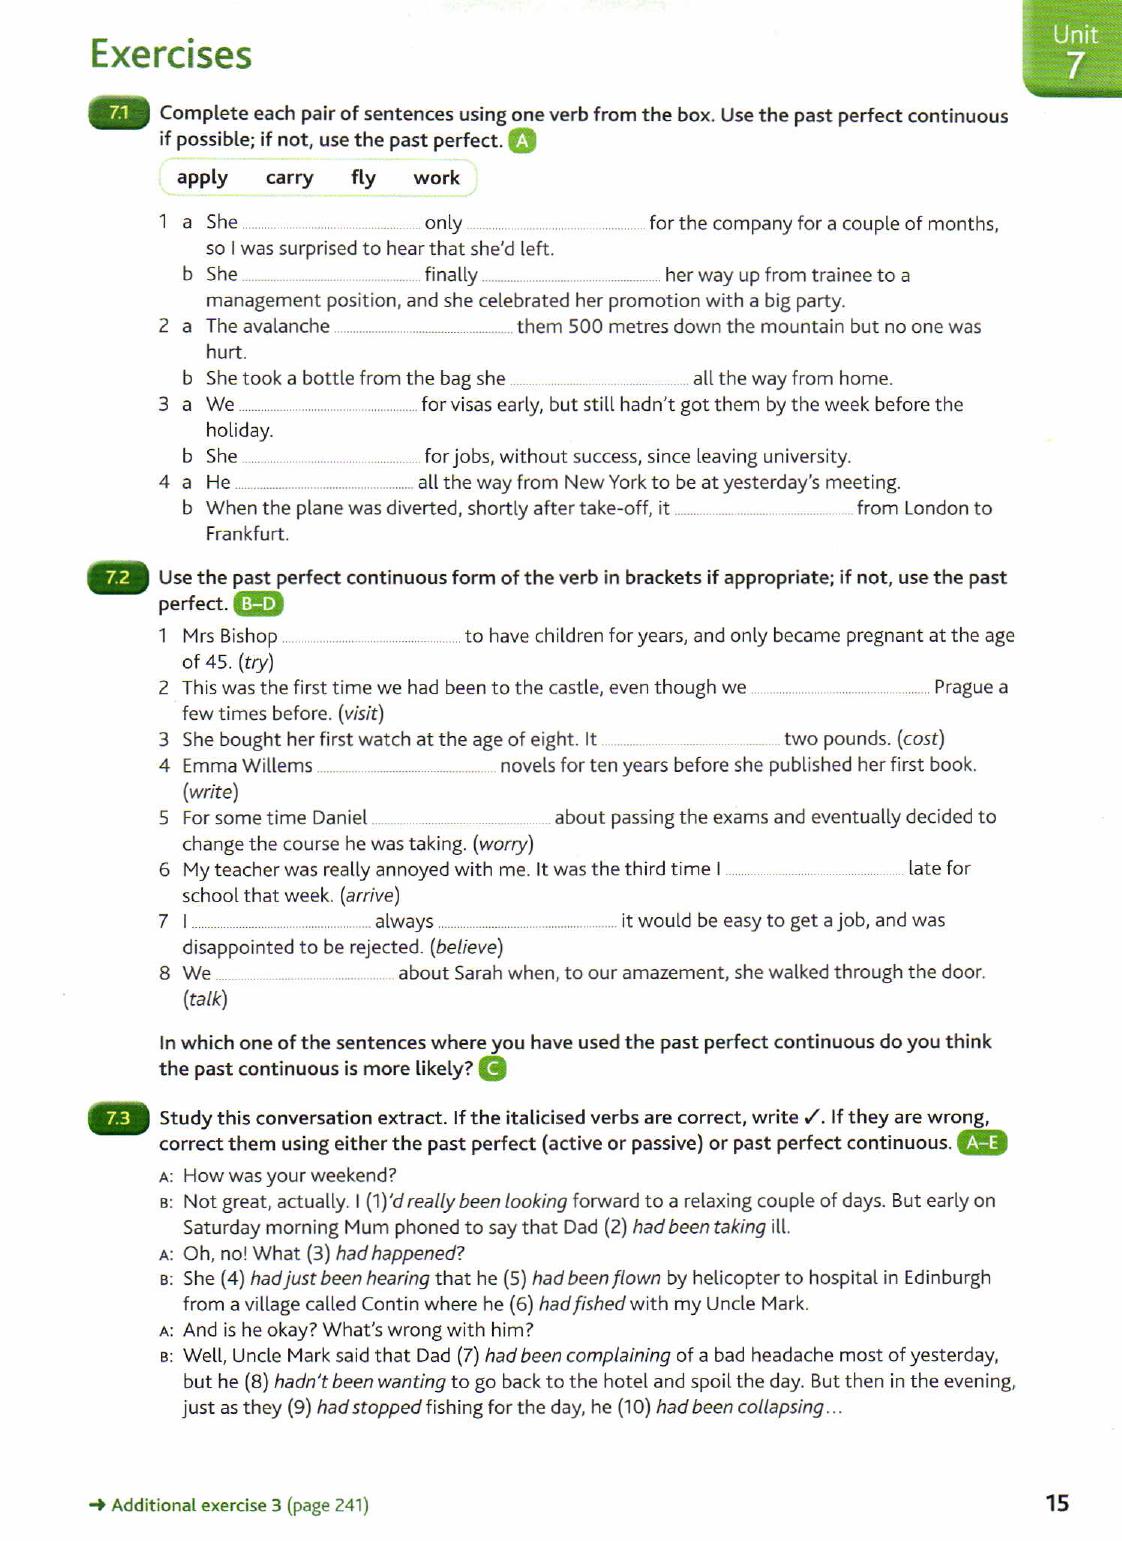 Exercises
Unit
7
7.1 Complete each pair of sentences using one verb from the box. Use the past perfect continuous
if possible; if not, use the past perfect. A
apply carry fly work
1 a She .......... only .......... for the company for a couple of months,
so I was surprised to hear that she'd left.
b She .......... finally .......... her way up from trainee to a
management position, and she celebrated her promotion with a big party.
2 a The avalanche .......... them 500 metres down the mountain but no one was
hurt.
b She took a bottle from the bag she .......... all the way from home.
3 a We .......... for visas early, but still hadn't got them by the week before the
holiday.
b She .......... for jobs, without success, since leaving university.
4 a He .......... all the way from New York to be at yesterday's meeting.
b When the plane was diverted, shortly after take-off, it .......... from London to
Frankfurt.
7.2 Use the past perfect continuous form of the verb in brackets if appropriate; if not, use the past
perfect. B–D
1 Mrs Bishop .......... to have children for years, and only became pregnant at the age
of 45. (try)
2 This was the first time we had been to the castle, even though we .......... Prague a
few times before. (visit)
3 She bought her first watch at the age of eight. It .......... two pounds. (cost)
4 Emma Willems .......... novels for ten years before she published her first book.
(write)
5 For some time Daniel .......... about passing the exams and eventually decided to
change the course he was taking. (worry)
6 My teacher was really annoyed with me. It was the third time I .......... late for
school that week. (arrive)
7 I .......... always .......... it would be easy to get a job, and was
disappointed to be rejected. (believe)
8 We .......... about Sarah when, to our amazement, she walked through the door.
(talk)
In which one of the sentences where you have used the past perfect continuous do you think
the past continuous is more likely? C
7.3 Study this conversation extract. If the italicised verbs are correct, write ✓. If they are wrong,
correct them using either the past perfect (active or passive) or past perfect continuous. A–E
A: How was your weekend?
B: Not great, actually. I (1)'d really been looking forward to a relaxing couple of days. But early on
Saturday morning Mum phoned to say that Dad (2) had been taking ill.
A: Oh, no! What (3) had happened?
B: She (4) had just been hearing that he (5) had been flown by helicopter to hospital in Edinburgh
from a village called Contin where he (6) had fished with my Uncle Mark.
A: And is he okay? What's wrong with him?
B: Well, Uncle Mark said that Dad (7) had been complaining of a bad headache most of yesterday,
but he (8) hadn't been wanting to go back to the hotel and spoil the day. But then in the evening,
just as they (9) had stopped fishing for the day, he (10) had been collapsing...
➜ Additional exercise 3 (page 241)
15